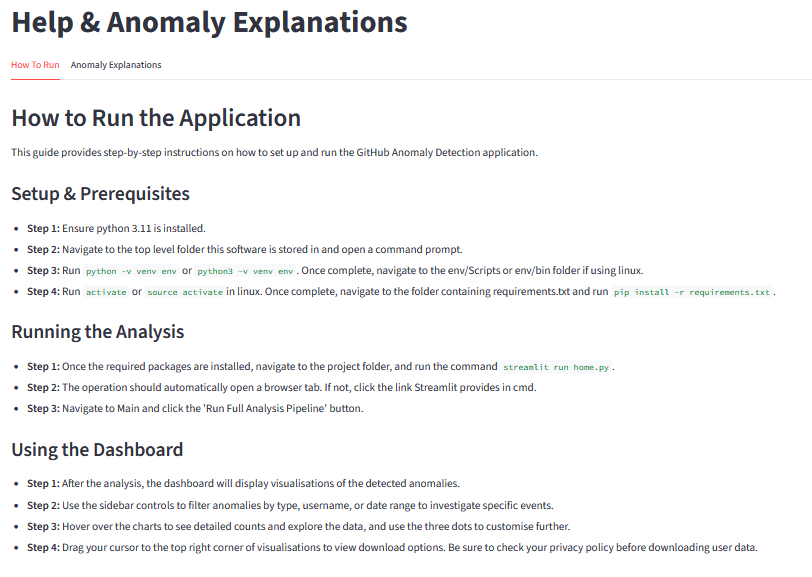 Help & Anomaly Explanations
How To Run Anomaly Explanations
How to Run the Application
This guide provides step-by-step instructions on how to set up and run the GitHub Anomaly Detection application.
Setup & Prerequisites
• Step 1: Ensure python 3.11 is installed.
• Step 2: Navigate to the top level folder this software is stored in and open a command prompt.
• Step 3: Run python -v venv env or python3 -v venv env. Once complete, navigate to the env/Scripts or env/bin folder if using linux.
• Step 4: Run activate or source activate in linux. Once complete, navigate to the folder containing requirements.txt and run pip install -r requirements.txt.
Running the Analysis
• Step 1: Once the required packages are installed, navigate to the project folder, and run the command streamlit run home.py.
• Step 2: The operation should automatically open a browser tab. If not, click the link Streamlit provides in cmd.
• Step 3: Navigate to Main and click the 'Run Full Analysis Pipeline' button.
Using the Dashboard
• Step 1: After the analysis, the dashboard will display visualisations of the detected anomalies.
• Step 2: Use the sidebar controls to filter anomalies by type, username, or date range to investigate specific events.
• Step 3: Hover over the charts to see detailed counts and explore the data, and use the three dots to customise further.
• Step 4: Drag your cursor to the top right corner of visualisations to view download options. Be sure to check your privacy policy before downloading user data.